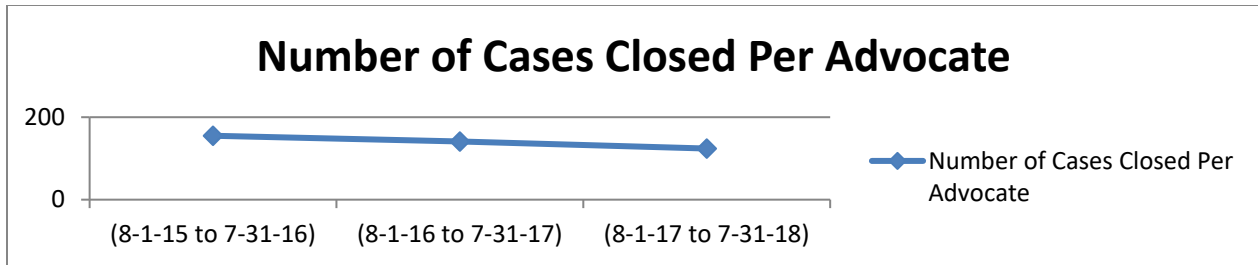 Number of Cases Closed Per Advocate
200
0
(8-1-15 to 7-31-16)
(8-1-16 to 7-31-17)
(8-1-17 to 7-31-18)
Number of Cases Closed Per
Advocate